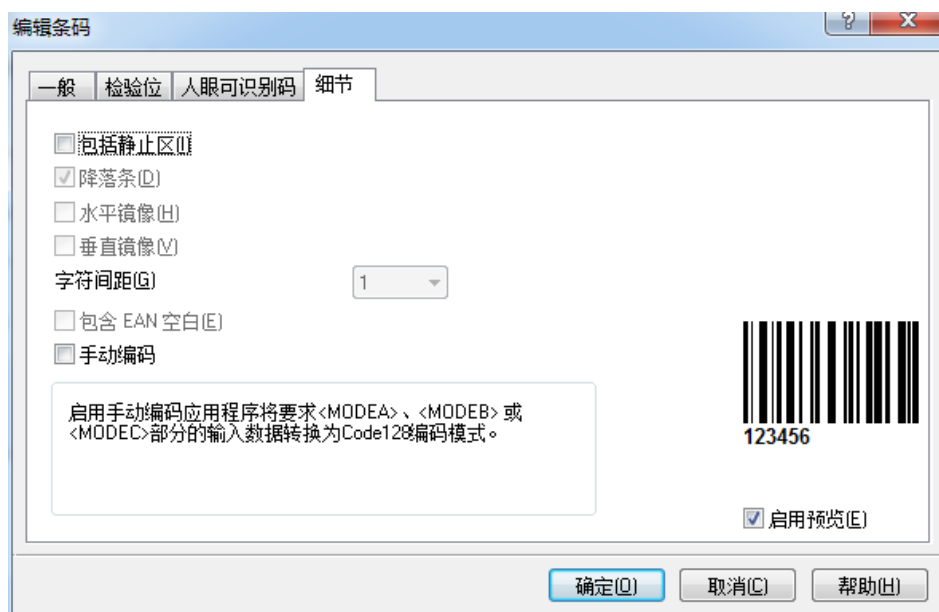 编辑条码
一般 检验位 人眼可识别码 细节
包括静止区(I)
降落条(D)
水平镜像(H)
垂直镜像(V)
字符间距(G) 1
包含 EAN 空白(E)
手动编码
启用手动编码应用程序将要求<MODEA>、<MODEB> 或
<MODEC>部分的输入数据转换为Code128编码模式。
123456
启用预览(E)
确定(O) 取消(C) 帮助(H)